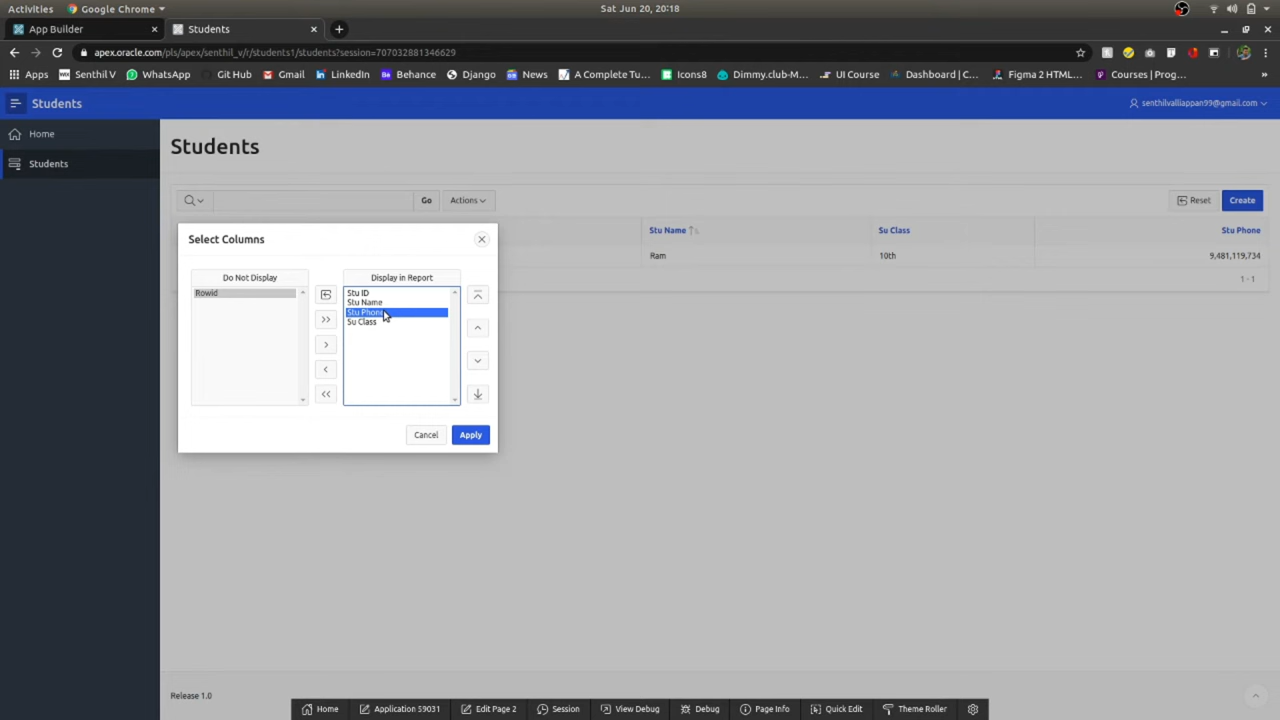 Activities Google Chrome Sat Jun 20, 20:18
App Builder Students
apex.oracle.com/pls/apex/senthil_v/r/students1/students?session=707032881346629
Apps Senthil V WhatsApp Git Hub Gmail LinkedIn Behance Django News A Complete Tu... Icons8 Dimmy.club-M... UI Course Dashboard | C... Figma 2 HTML... Courses | Prog... »
Students senthilvalliappan99@gmail.com
Home
Students
Students
Go Actions Reset Create
Stu Name Su Class Stu Phone
Ram 10th 9,481,119,734
1 - 1
Select Columns
Do Not Display Display in Report
Rowid
Stu ID
Stu Name
Stu Phone
Su Class
Cancel Apply
Release 1.0
Home Application 59031 Edit Page 2 Session View Debug Debug Page Info Quick Edit Theme Roller